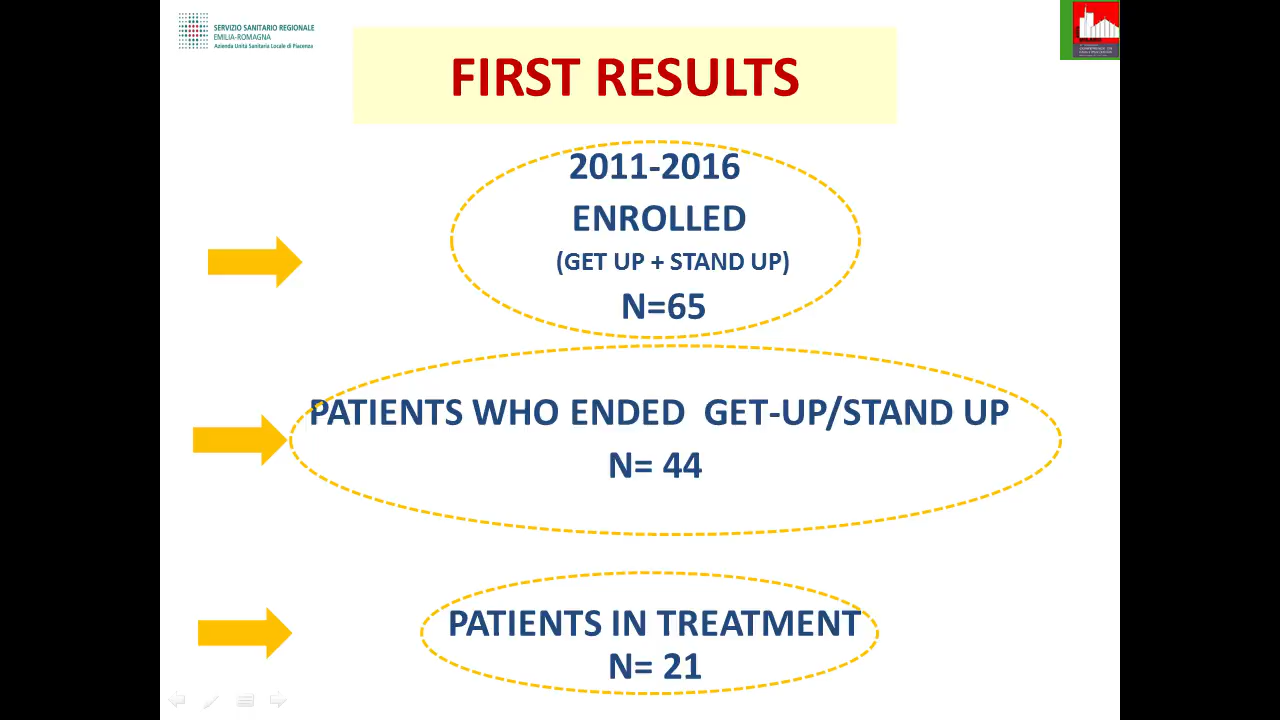 SERVIZIO SANITARIO REGIONALE
EMILIA-ROMAGNA
Azienda Unità Sanitaria Locale di Piacenza
FIRST RESULTS
2011-2016
ENROLLED
(GET UP + STAND UP)
N=65
PATIENTS WHO ENDED  GET-UP/STAND UP
N= 44
PATIENTS IN TREATMENT
N= 21